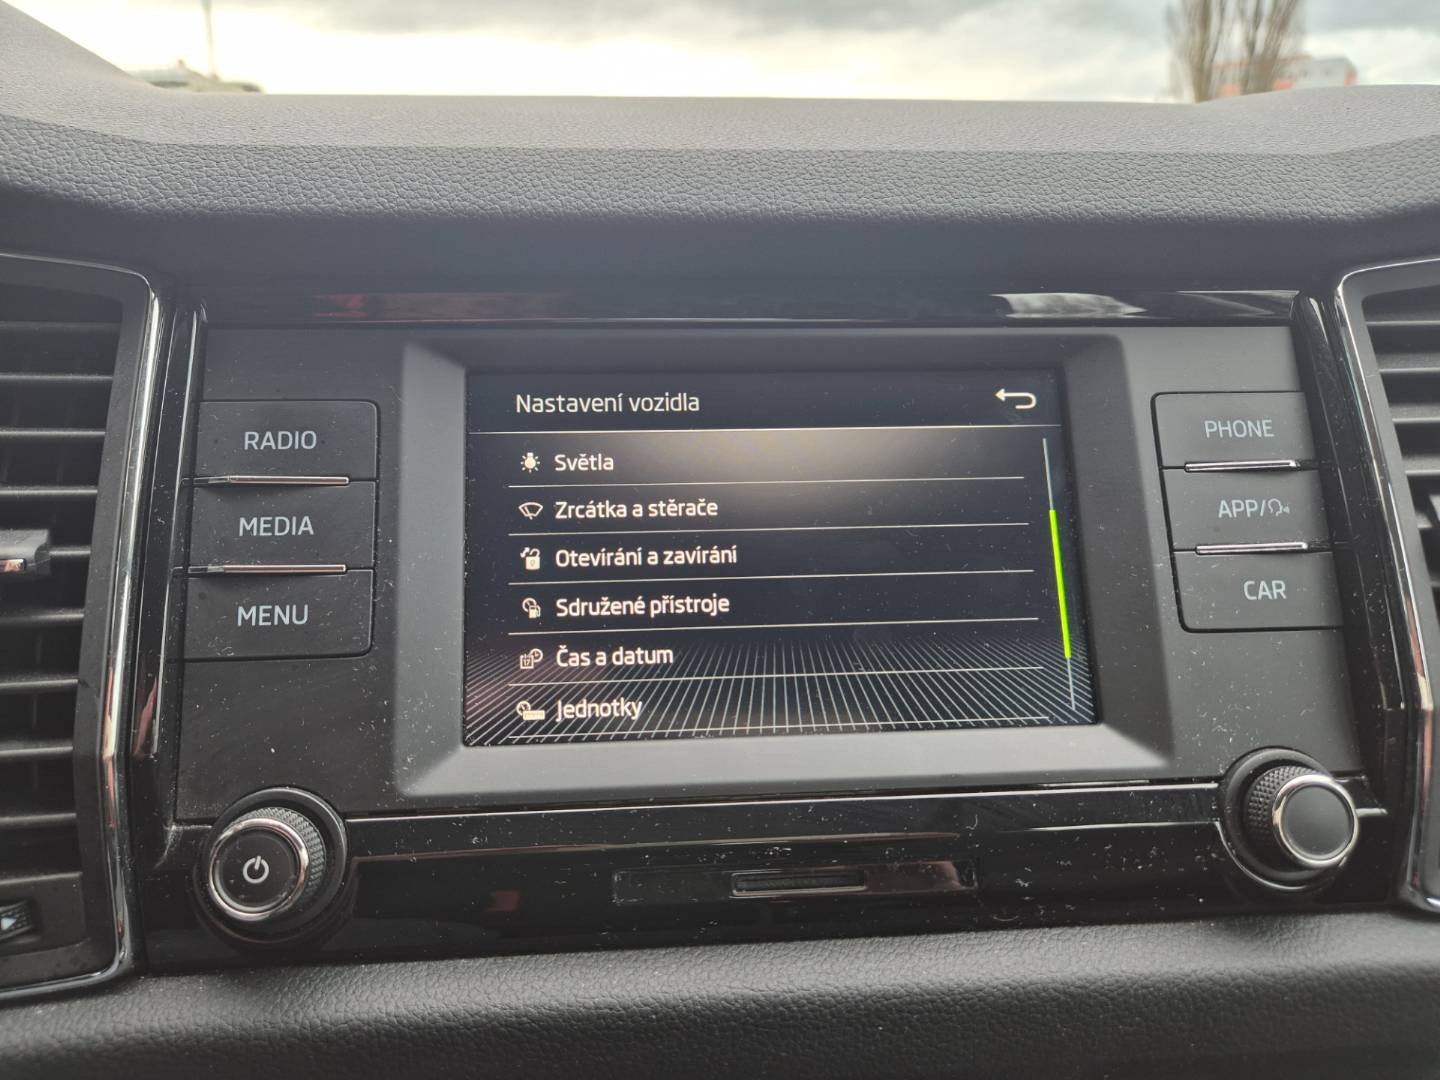 Nastavení vozidla
Světla
Zrcátka a stěrače
Otevírání a zavírání
Sdružené přístroje
Čas a datum
Jednotky
RADIO
MEDIA
MENU
PHONE
APP/
CAR